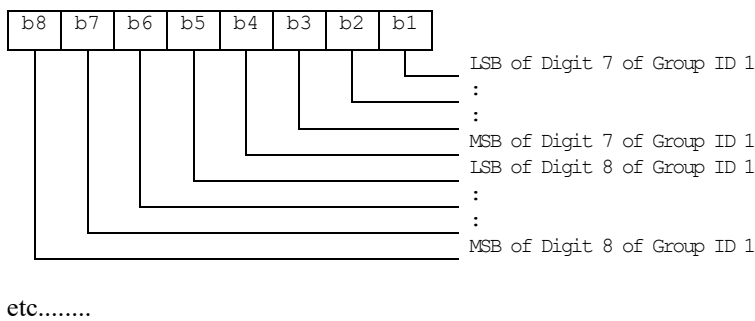 b8 b7 b6 b5 b4 b3 b2 b1
LSB of Digit 7 of Group ID 1
:
:
MSB of Digit 7 of Group ID 1
LSB of Digit 8 of Group ID 1
:
:
MSB of Digit 8 of Group ID 1
etc........